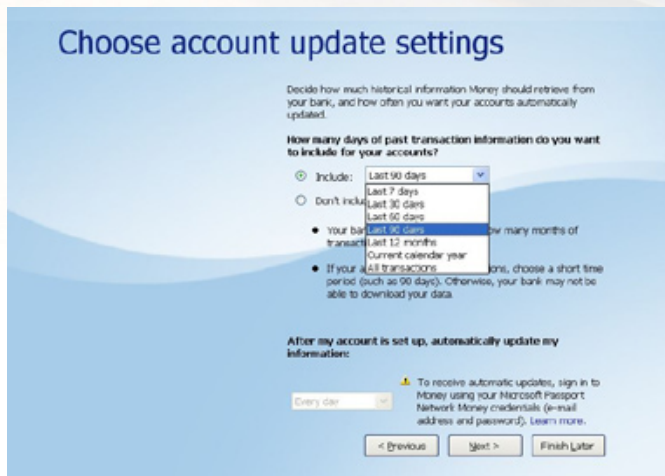 Choose account update settings
Decide how much historical information Money should retrieve from
your bank, and how often you want your accounts automatically
updated.
How many days of past transaction information do you want
to include for your accounts?
Include: Last 90 days
Last 7 days
Don't inclu
Last 30 days
Last 60 days
Your ban
Last 90 days
ow many months of
transacti
Last 12 months
Current calendar year
If your a
All transactions
ons, choose a short time
period (such as 90 days). Otherwise, your bank may not be
able to download your data.
After my account is set up, automatically update my
information:
To receive automatic updates, sign in to
Every day
Money using your Microsoft Passport
Network Money credentials (e-mail
address and password). Learn more.
< Previous
Next >
Finish Later